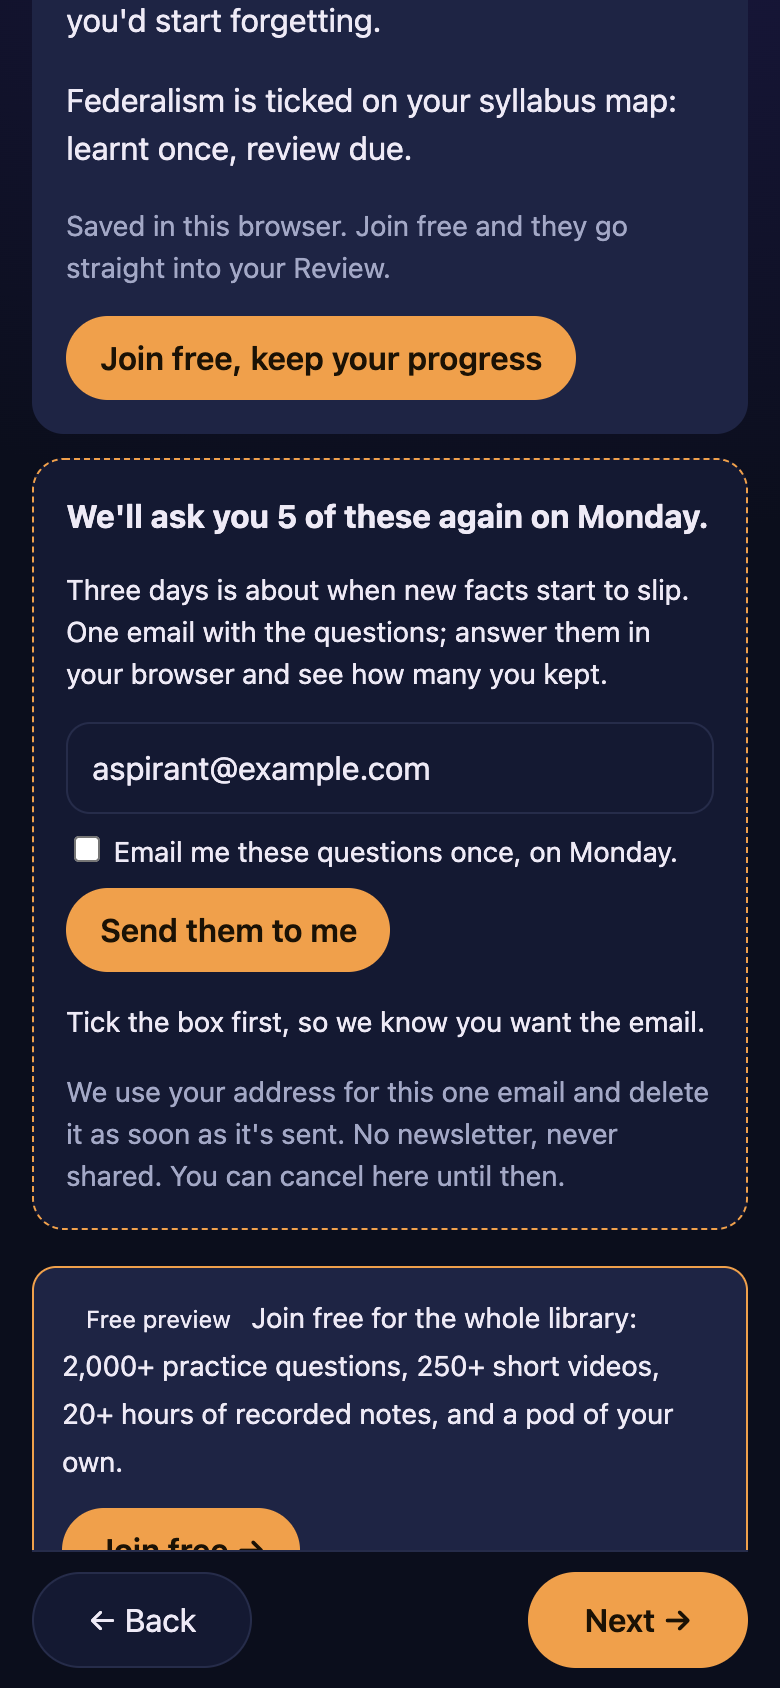 you'd start forgetting.
Federalism is ticked on your syllabus map:
learnt once, review due.
Saved in this browser. Join free and they go
straight into your Review.
Join free, keep your progress
We'll ask you 5 of these again on Monday.
Three days is about when new facts start to slip.
One email with the questions; answer them in
your browser and see how many you kept.
aspirant@example.com
Email me these questions once, on Monday.
Send them to me
Tick the box first, so we know you want the email.
We use your address for this one email and delete
it as soon as it's sent. No newsletter, never
shared. You can cancel here until then.
Free preview Join free for the whole library:
2,000+ practice questions, 250+ short videos,
20+ hours of recorded notes, and a pod of your
own.
Join free →
← Back
Next →